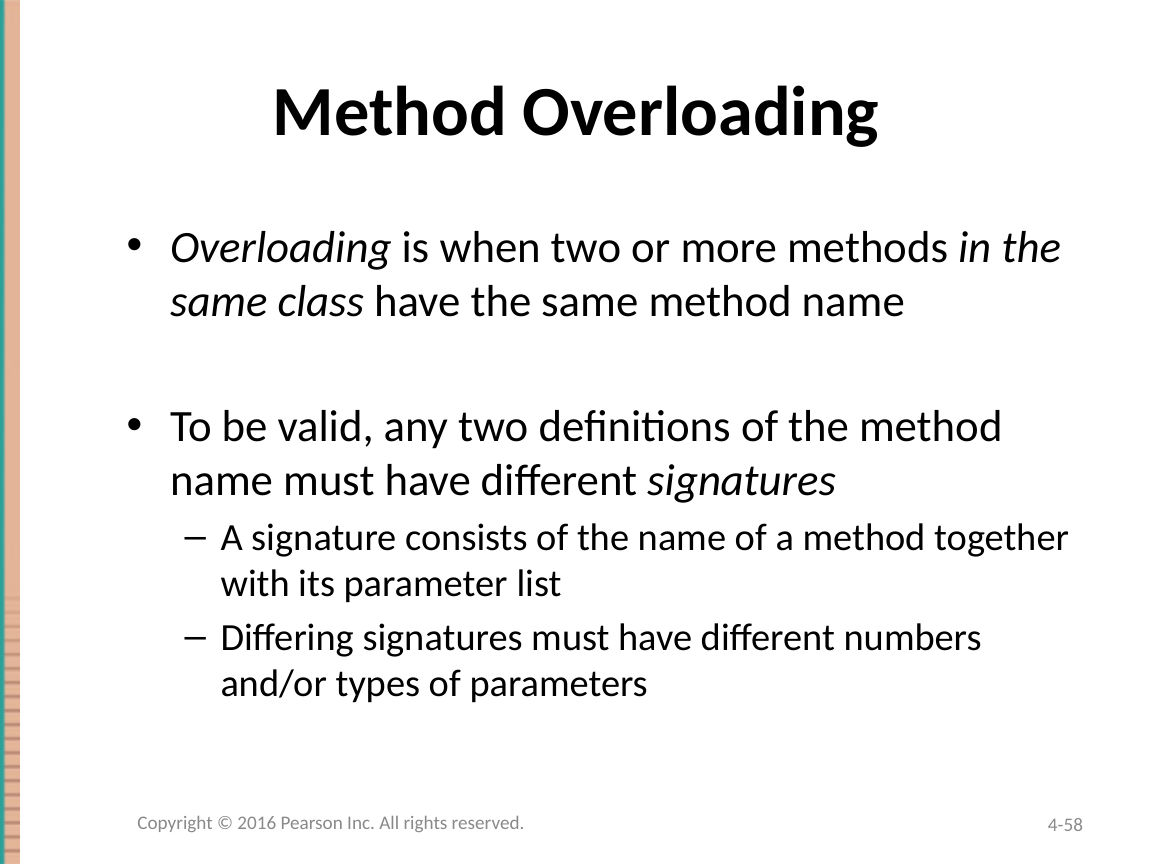 Method Overloading
• Overloading is when two or more methods in the
same class have the same method name
• To be valid, any two definitions of the method
name must have different signatures
– A signature consists of the name of a method together
with its parameter list
– Differing signatures must have different numbers
and/or types of parameters
Copyright © 2016 Pearson Inc. All rights reserved.
4-58